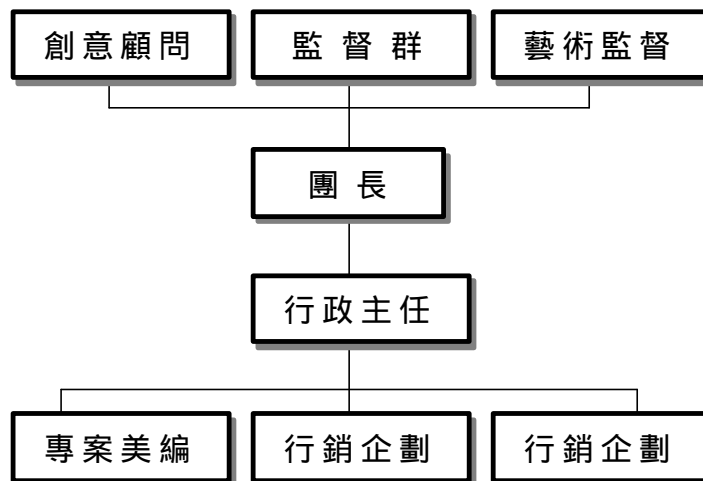 創意顧問
監督群
藝術監督
團長
行政主任
專案美編
行銷企劃
行銷企劃